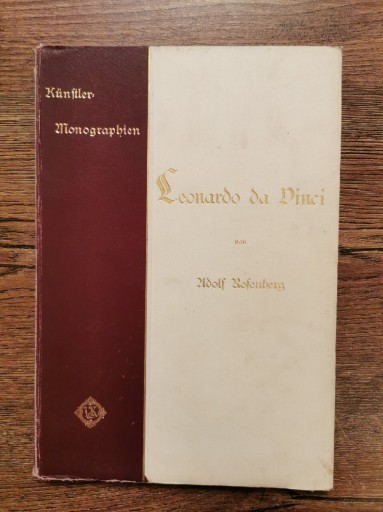 Künſtler-
Monographien
Leonardo da Vinci
von
Adolf Roſenberg